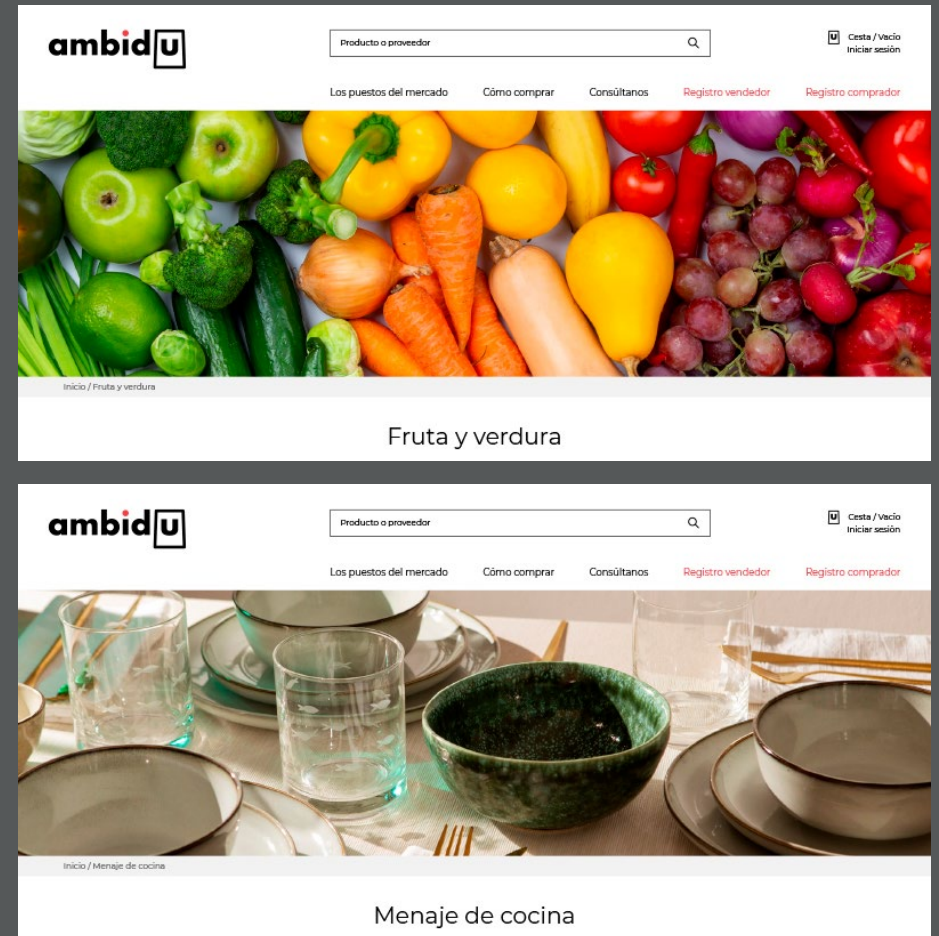 ambidu
Producto o proveedor
U Cesta / Vacío
Iniciar sesión
Los puestos del mercado Cómo comprar Consúltanos Registro vendedor Registro comprador
Inicio / Fruta y verdura
Fruta y verdura
ambidu
Producto o proveedor
U Cesta / Vacío
Iniciar sesión
Los puestos del mercado Cómo comprar Consúltanos Registro vendedor Registro comprador
Inicio / Menaje de cocina
Menaje de cocina